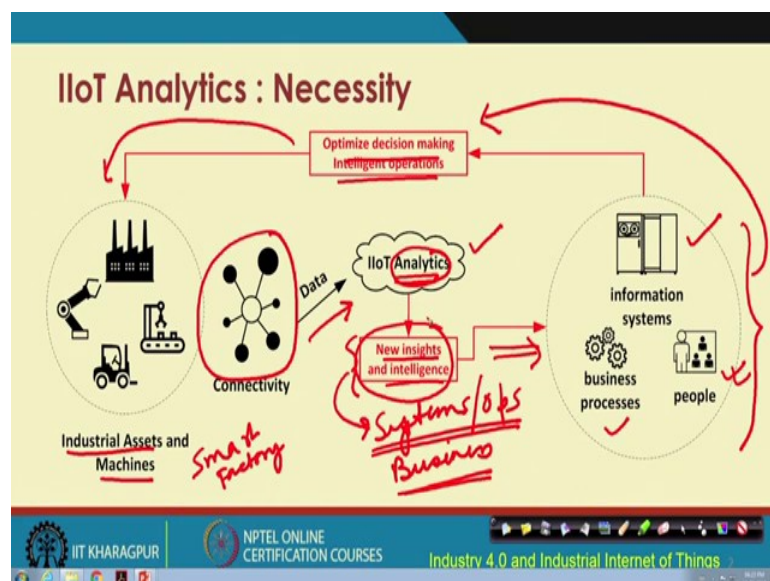 IIoT Analytics : Necessity
Optimize decision making
Intelligent operations
IIoT Analytics
Data
Connectivity
New insights
and intelligence
information
systems
business
processes
people
Industrial Assets and
Machines
Smart
Factory
Systems/Ops
Business
IIT KHARAGPUR
NPTEL ONLINE
CERTIFICATION COURSES
Industry 4.0 and Industrial Internet of Things
2